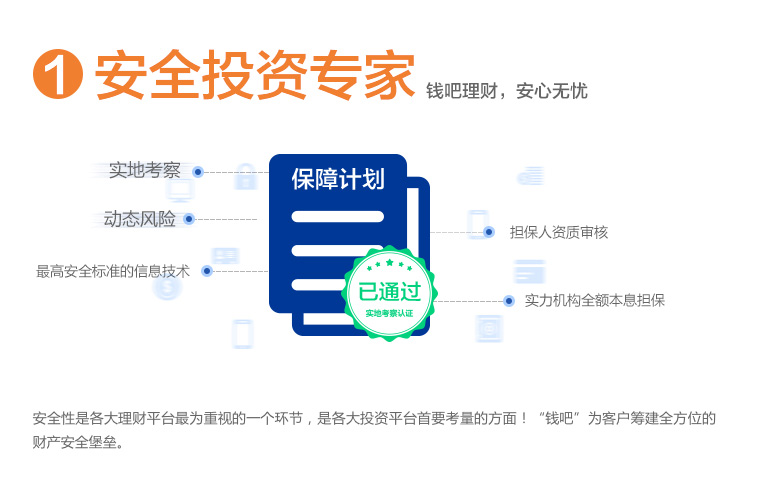 1 安全投资专家 钱吧理财，安心无忧
保障计划
实地考察
动态风险
最高安全标准的信息技术
担保人资质审核
实力机构全额本息担保
已通过
实地考察认证
安全性是各大理财平台最为重视的一个环节，是各大投资平台首要考量的方面！“钱吧”为客户筹建全方位的
财产安全堡垒。